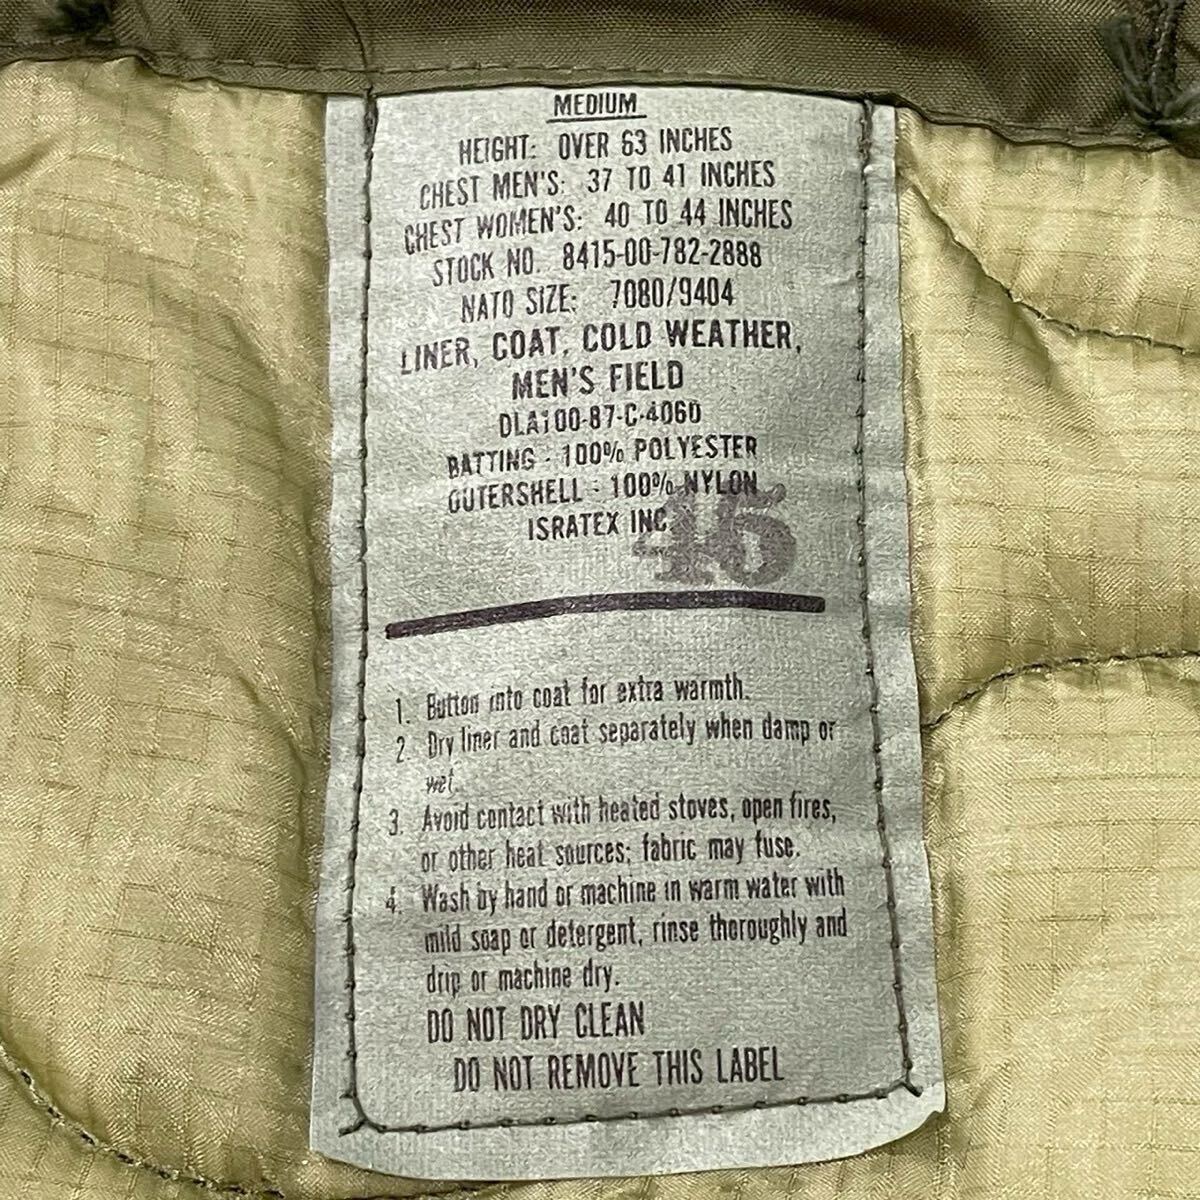 MEDIUM
HEIGHT: OVER 63 INCHES
CHEST MEN'S: 37 TO 41 INCHES
CHEST WOMEN'S: 40 TO 44 INCHES
STOCK NO. 8415-00-782-2888
NATO SIZE: 7080/9404
LINER, COAT, COLD WEATHER,
MEN'S FIELD
DLA100-87-C-4060
BATTING - 100% POLYESTER
OUTERSHELL - 100% NYLON
ISRATEX INC.
45
1. Button into coat for extra warmth.
2. Dry liner and coat separately when damp or
wet.
3. Avoid contact with heated stoves, open fires,
or other heat sources; fabric may fuse.
4. Wash by hand or machine in warm water with
mild soap or detergent, rinse thoroughly and
drip or machine dry.
DO NOT DRY CLEAN
DO NOT REMOVE THIS LABEL